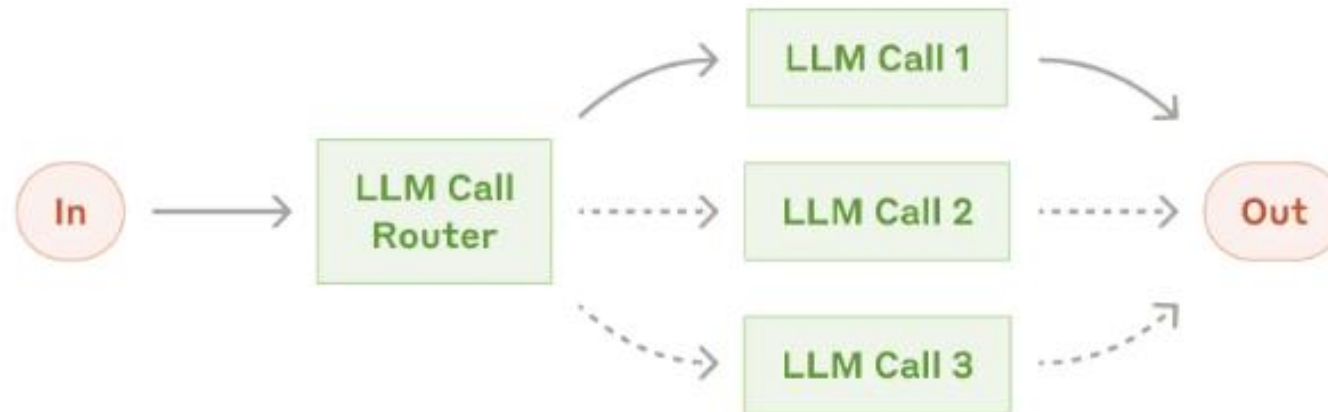 In
LLM Call
Router
LLM Call 1
LLM Call 2
LLM Call 3
Out